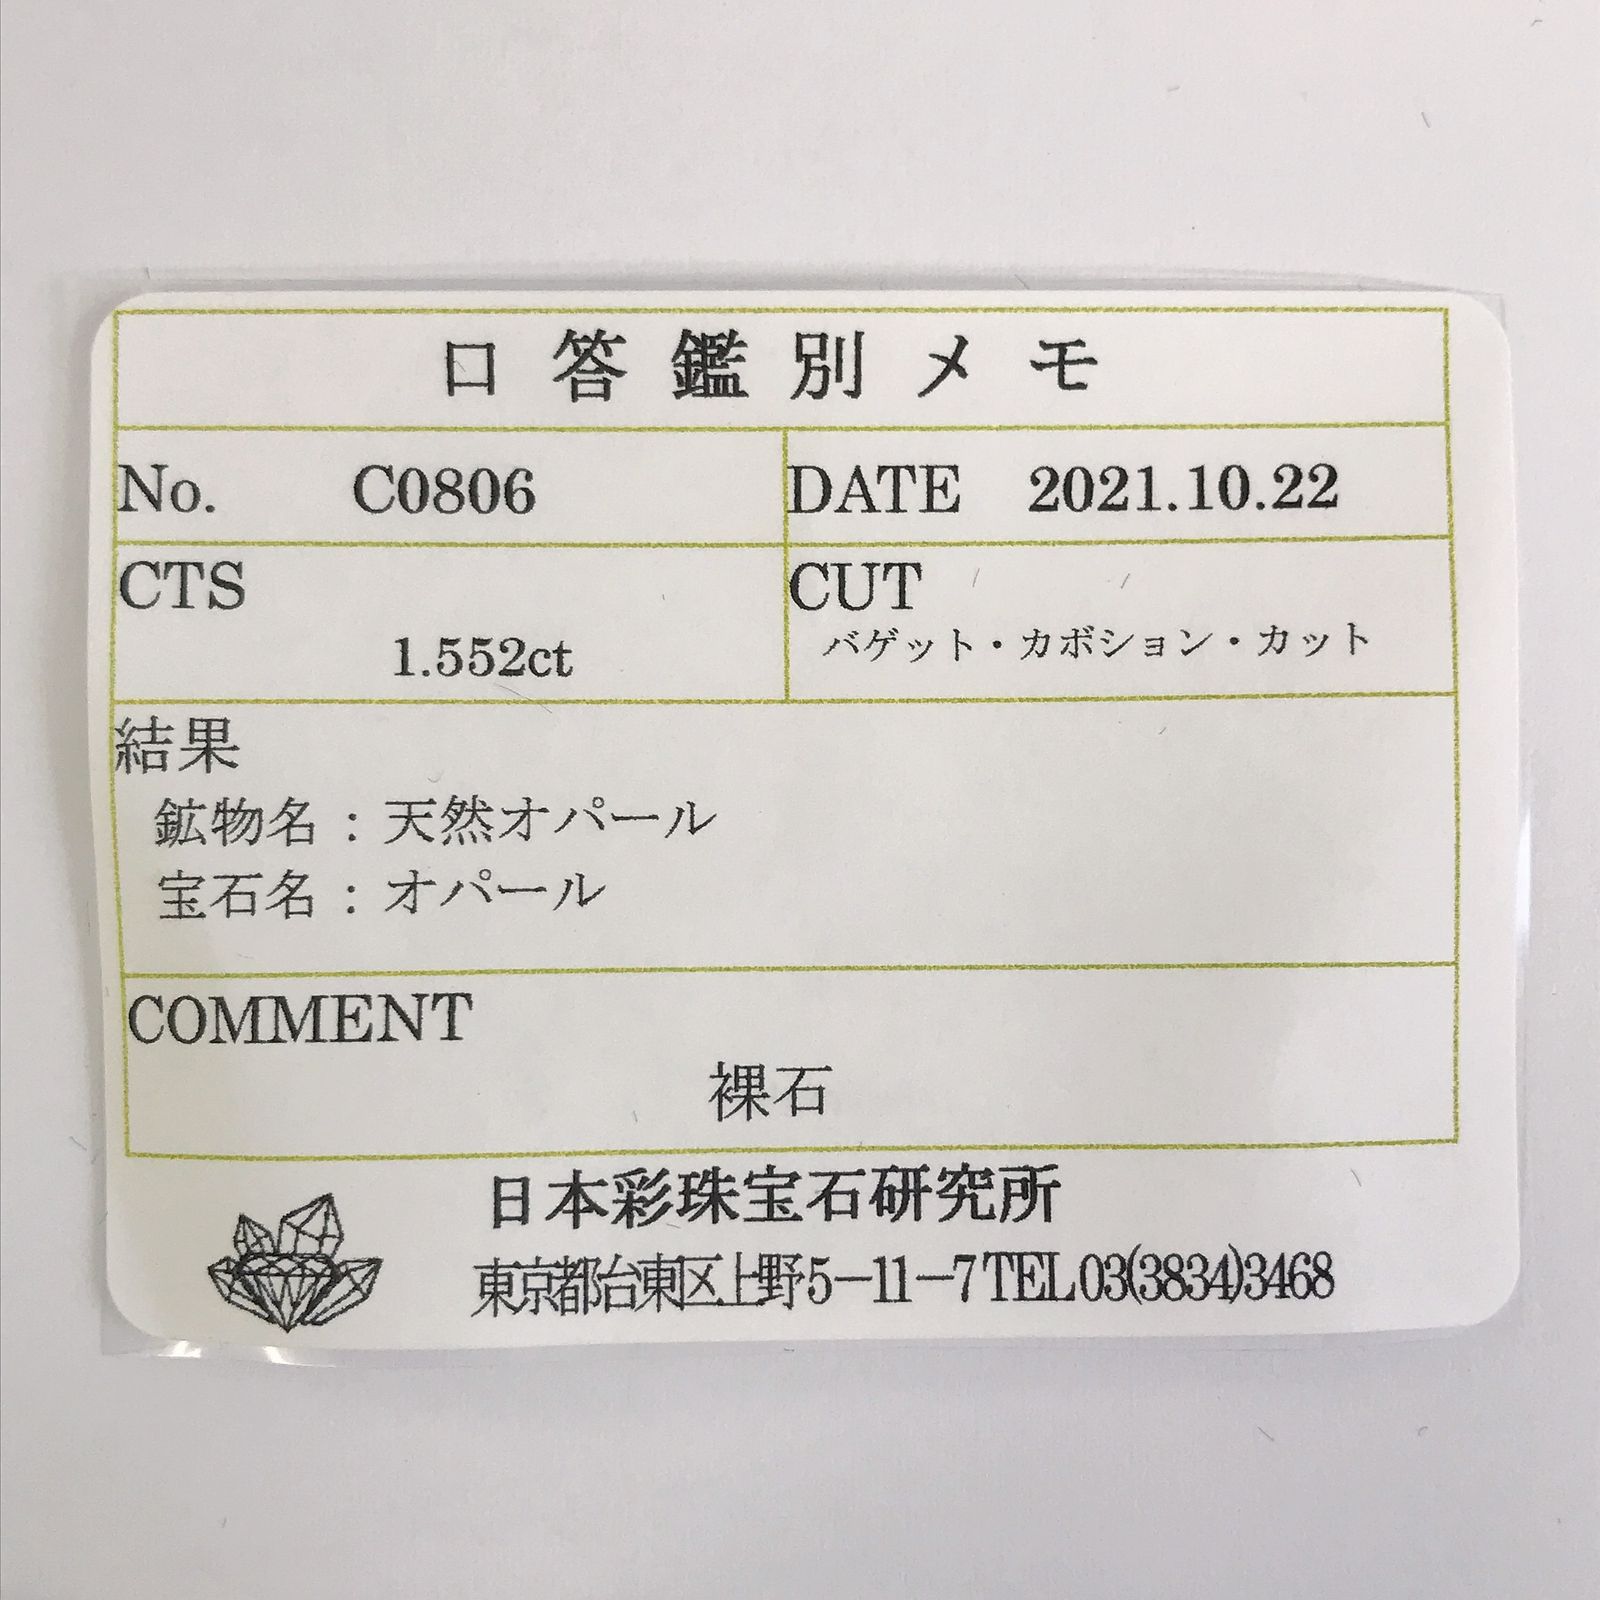 口答鑑別メモ
No. C0806 DATE 2021.10.22
CTS CUT
1.552ct バゲット・カボション・カット
結果
鉱物名：天然オパール
宝石名：オパール
COMMENT
裸石
日本彩珠宝石研究所
東京都台東区上野5－11－7 TEL 03(3834)3468